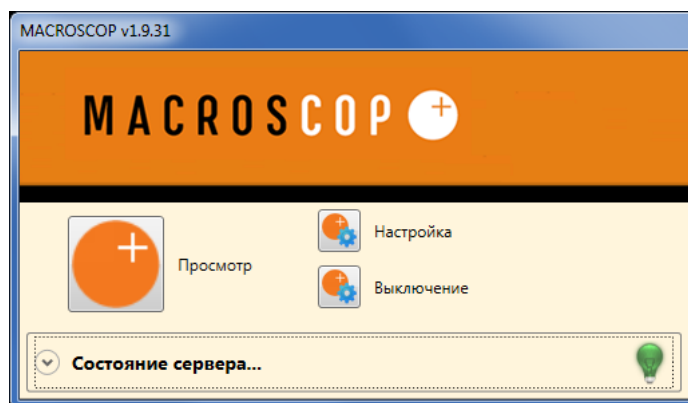 MACROSCOP v1.9.31
MACROSCOP
Просмотр
Настройка
Выключение
Состояние сервера...